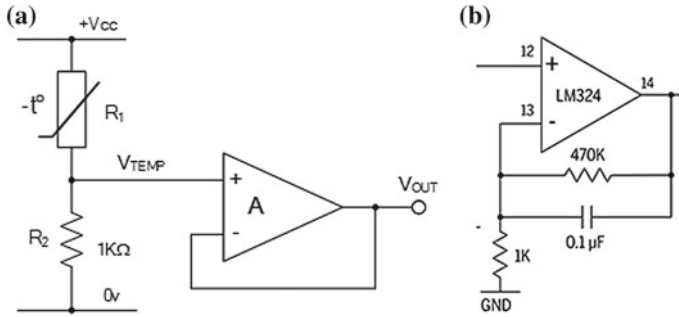 (a)
+Vcc
-t°
R1
VTEMP
R2
1KΩ
0v
+
A
-
VOUT
(b)
12
+
LM324
14
13
-
470K
0.1 µF
-
1K
GND